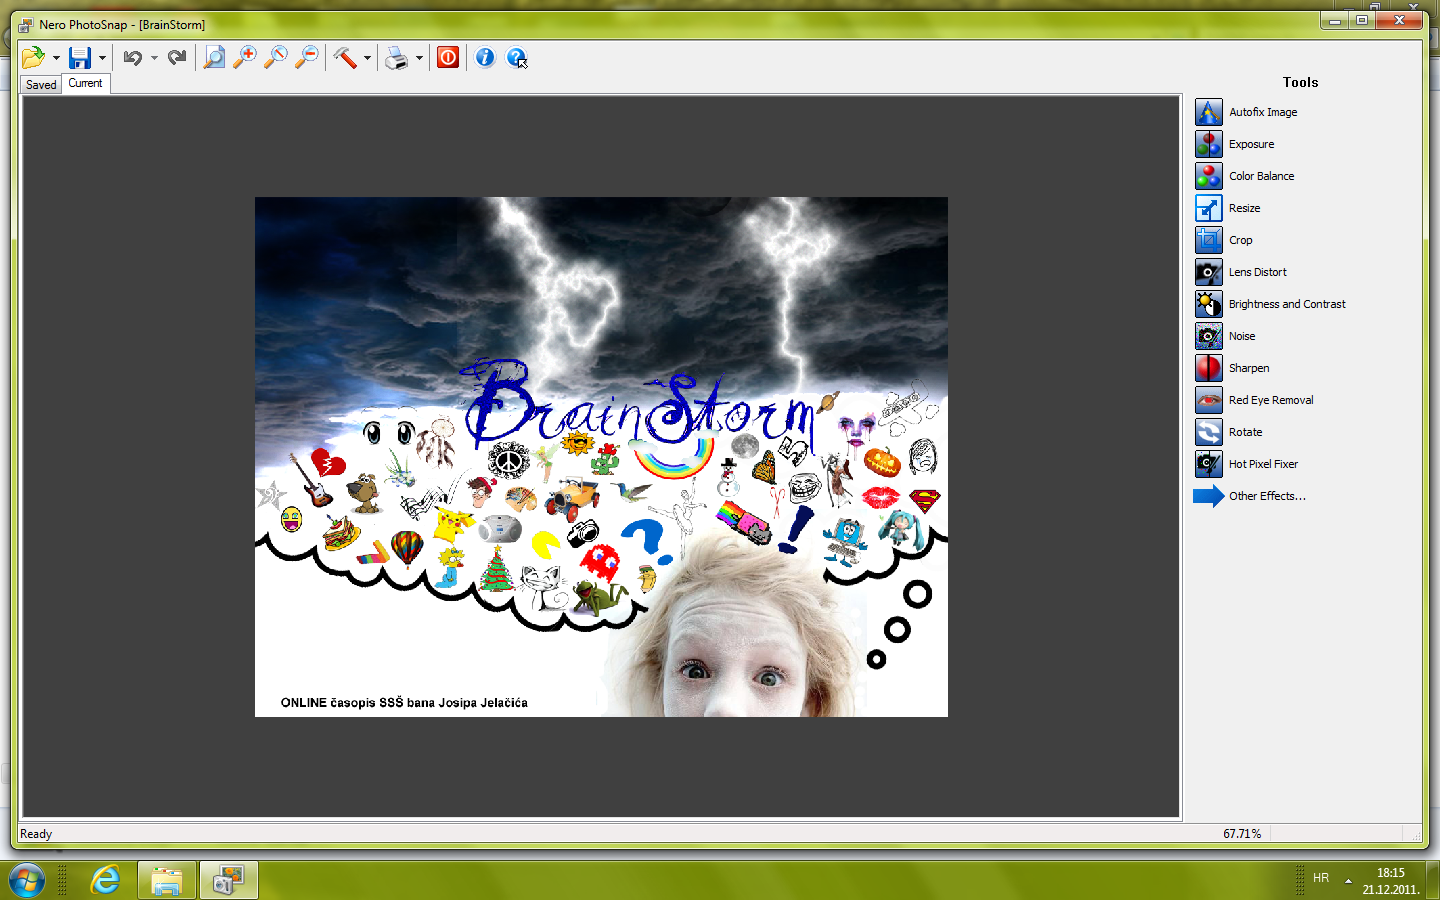 Nero PhotoSnap - [BrainStorm]
Saved
Current
Tools
Autofix Image
Exposure
Color Balance
Resize
Crop
Lens Distort
Brightness and Contrast
Noise
Sharpen
Red Eye Removal
Rotate
Hot Pixel Fixer
Other Effects...
BrainStorm
ONLINE časopis SSŠ bana Josipa Jelačića
Ready
67.71%
HR
18:15
21.12.2011.